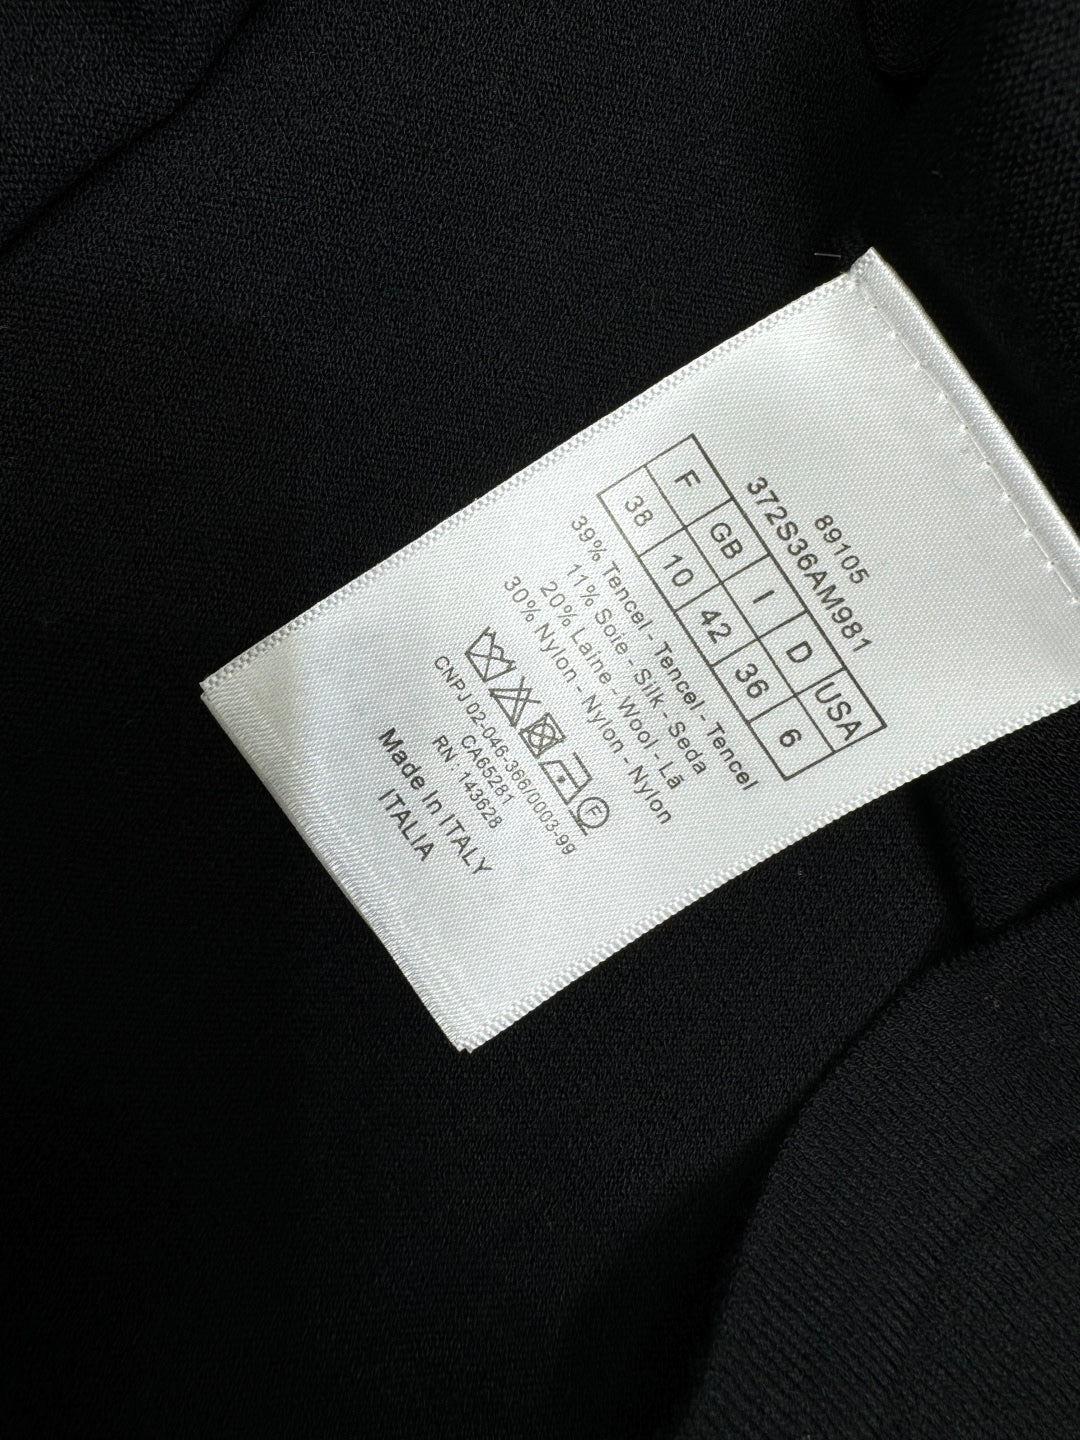 89105
372S36AM981
F GB I D USA
38 10 42 36 6
39% Tencel - Tencel - Tencel
11% Soie - Silk - Seda
20% Laine - Wool - Lã
30% Nylon - Nylon - Nylon
F
CNPJ 02-046-366/0003-99
CA65281
RN 143628
Made In ITALY
ITALIA